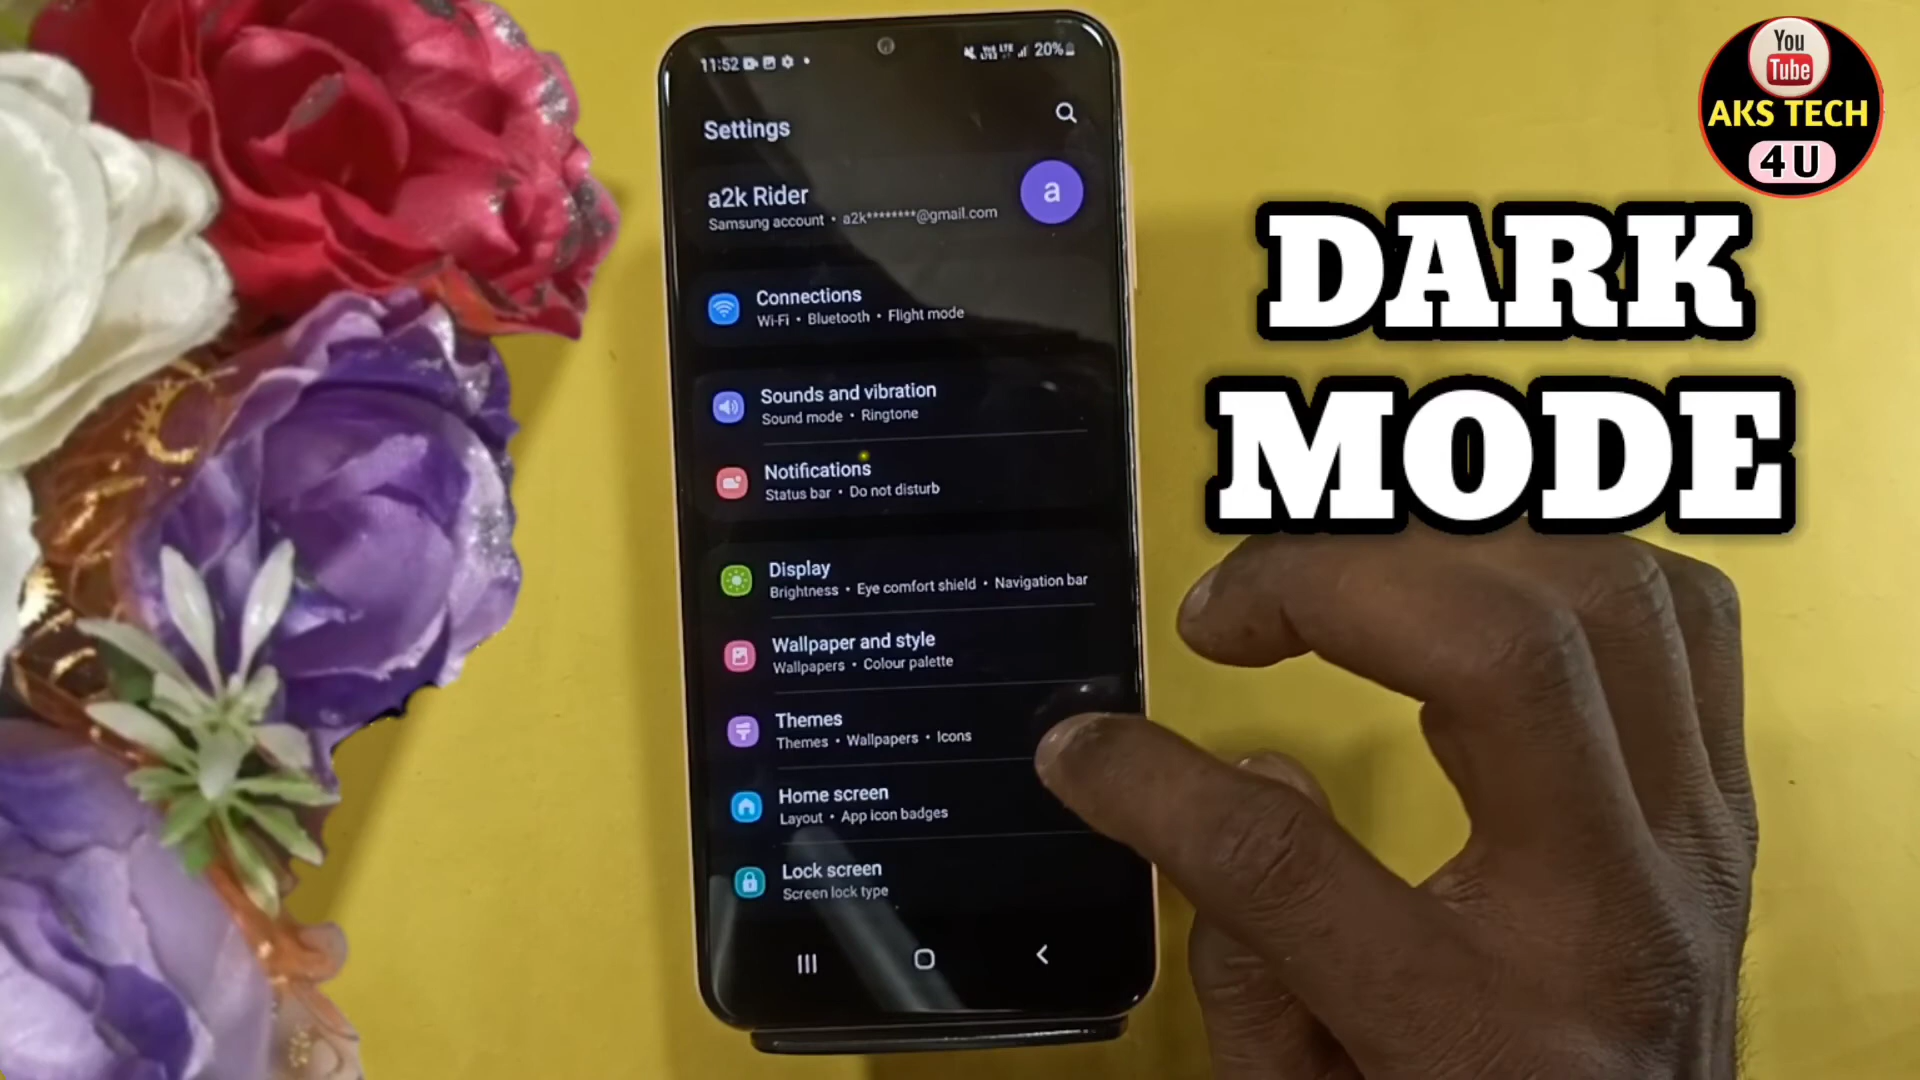 11:52
LTE
20%
Settings
a2k Rider
a
Samsung account • a2k********@gmail.com
Connections
Wi-Fi • Bluetooth • Flight mode
Sounds and vibration
Sound mode • Ringtone
Notifications
Status bar • Do not disturb
Display
Brightness • Eye comfort shield • Navigation bar
Wallpaper and style
Wallpapers • Colour palette
Themes
Themes • Wallpapers • Icons
Home screen
Layout • App icon badges
Lock screen
Screen lock type
You
Tube
AKS TECH
4 U
DARK
MODE